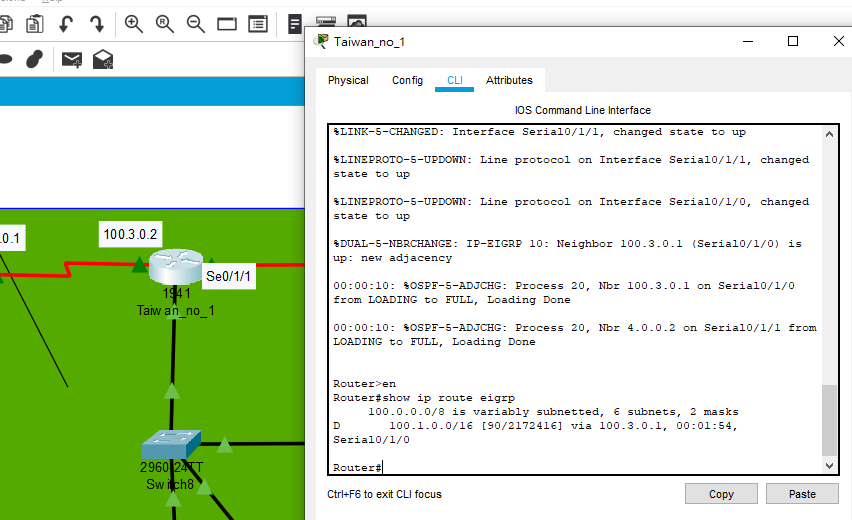 Taiwan_no_1
Physical
Config
CLI
Attributes
IOS Command Line Interface
%LINK-5-CHANGED: Interface Serial0/1/1, changed state to up
%LINEPROTO-5-UPDOWN: Line protocol on Interface Serial0/1/1, changed
state to up
%LINEPROTO-5-UPDOWN: Line protocol on Interface Serial0/1/0, changed
state to up
%DUAL-5-NBRCHANGE: IP-EIGRP 10: Neighbor 100.3.0.1 (Serial0/1/0) is
up: new adjacency
00:00:10: %OSPF-5-ADJCHG: Process 20, Nbr 100.3.0.1 on Serial0/1/0
from LOADING to FULL, Loading Done
00:00:10: %OSPF-5-ADJCHG: Process 20, Nbr 4.0.0.2 on Serial0/1/1 from
LOADING to FULL, Loading Done
Router>en
Router#show ip route eigrp
100.0.0.0/8 is variably subnetted, 6 subnets, 2 masks
D 100.1.0.0/16 [90/2172416] via 100.3.0.1, 00:01:54,
Serial0/1/0
Router#
Ctrl+F6 to exit CLI focus
Copy
Paste
.0.1
100.3.0.2
Se0/1/1
1941
Taiwan_no_1
2960-24TT
Switch8